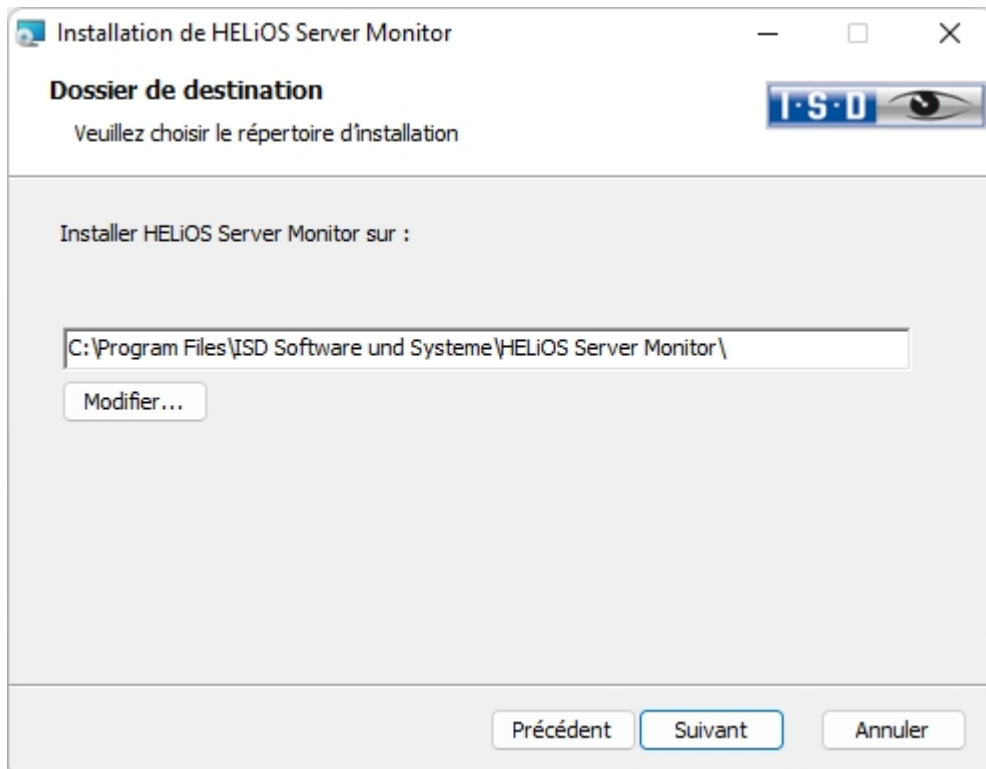 Installation de HELiOS Server Monitor
Dossier de destination
Veuillez choisir le répertoire d'installation
I·S·D
Installer HELiOS Server Monitor sur :
C:\Program Files\ISD Software und Systeme\HELiOS Server Monitor\
Modifier...
Précédent Suivant Annuler